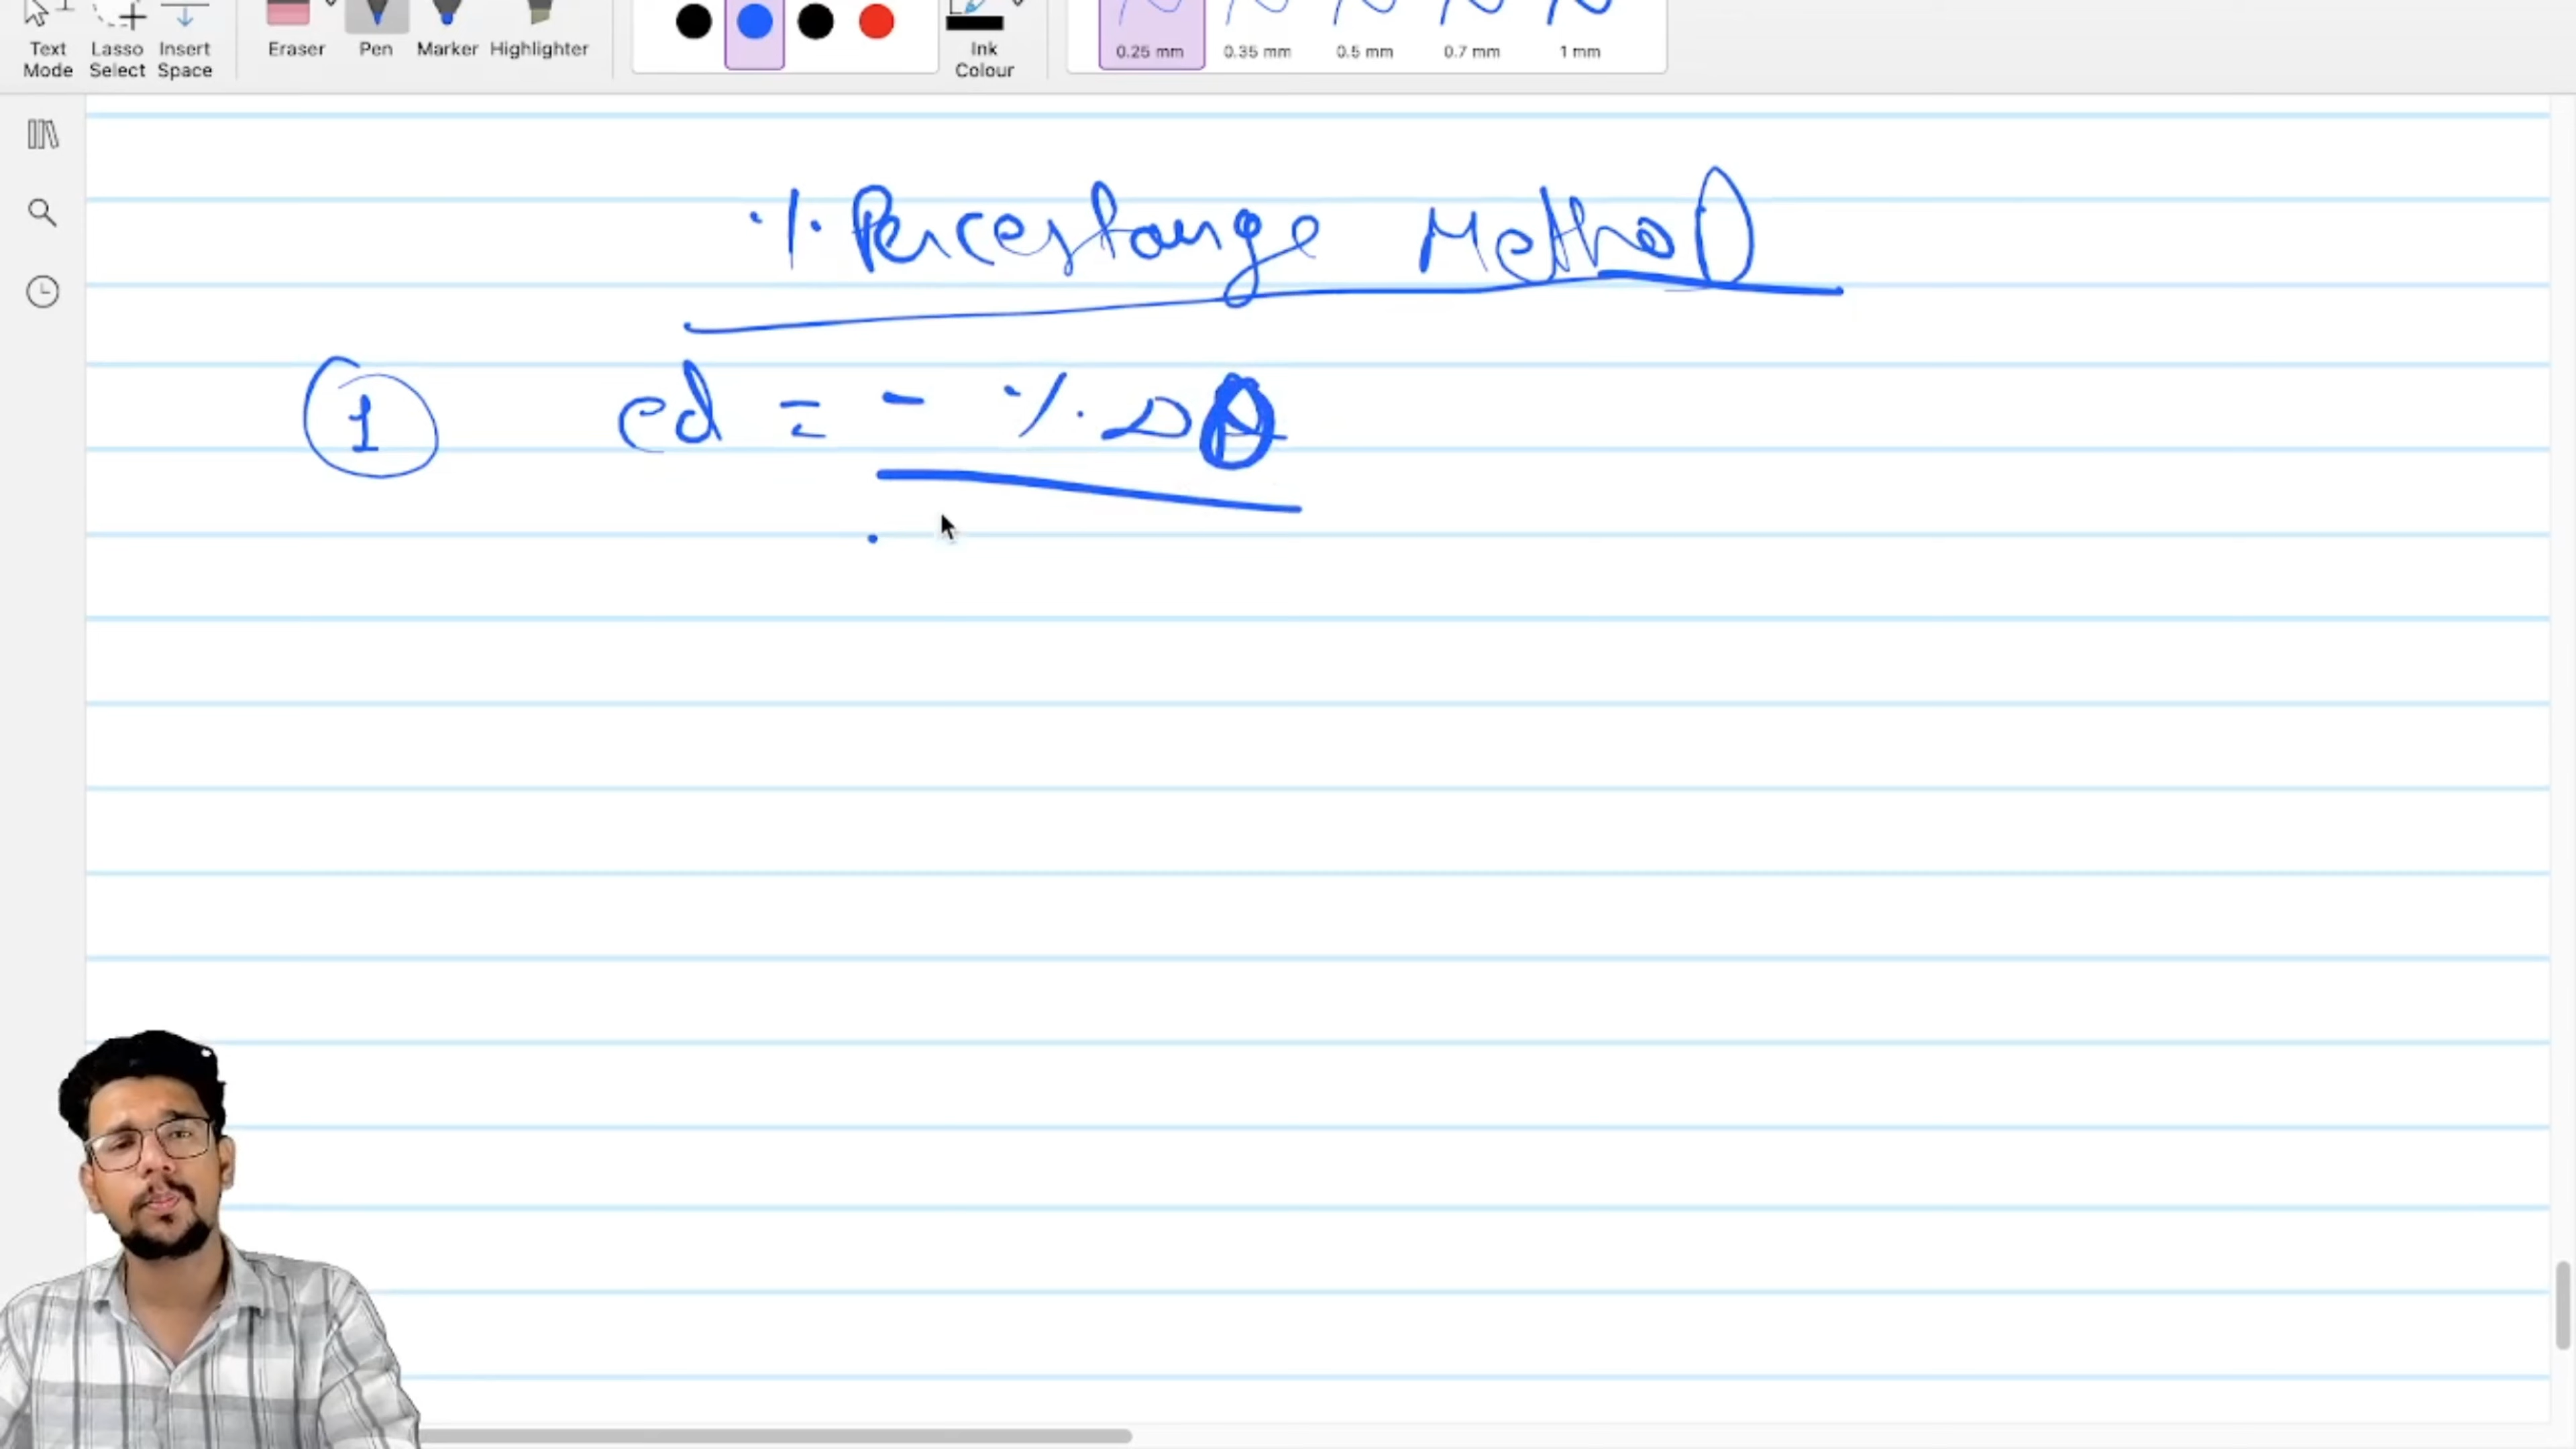 Text Mode
Lasso Select
Insert Space
Eraser
Pen
Marker
Highlighter
Ink Colour
0.25 mm
0.35 mm
0.5 mm
0.7 mm
1 mm
% Percestange Method
1 ed = - % ΔQ